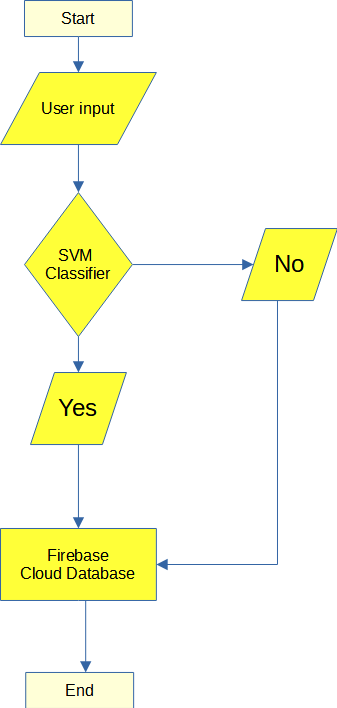 Start
User input
SVM
Classifier
No
Yes
Firebase
Cloud Database
End